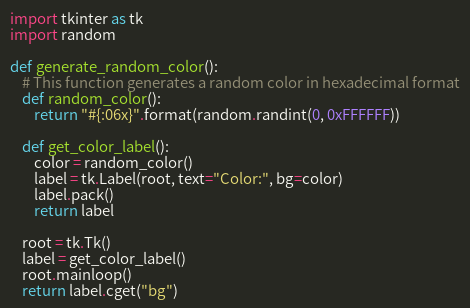 import tkinter as tk
import random

def generate_random_color():
    # This function generates a random color in hexadecimal format
    def random_color():
        return "#{:06x}".format(random.randint(0, 0xFFFFFF))

    def get_color_label():
        color = random_color()
        label = tk.Label(root, text="Color:", bg=color)
        label.pack()
        return label

    root = tk.Tk()
    label = get_color_label()
    root.mainloop()
    return label.cget("bg")